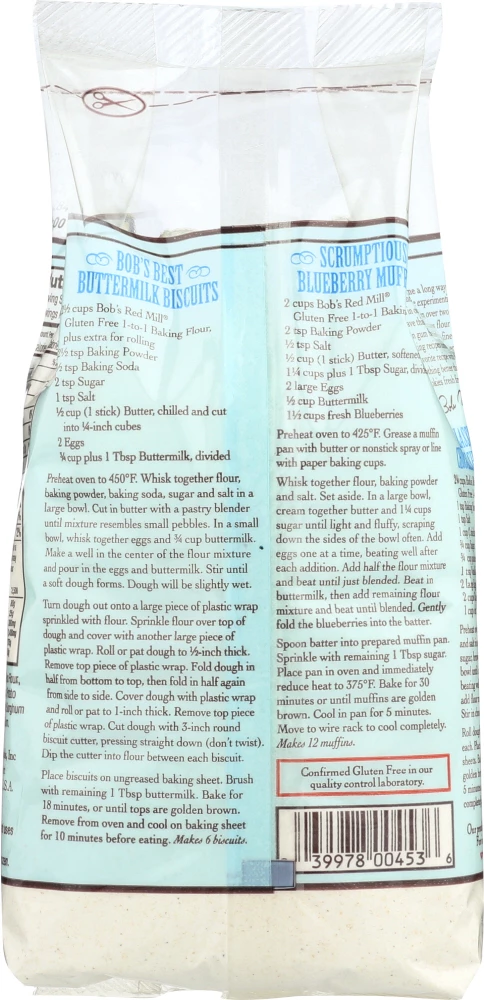 BOB'S BEST
BUTTERMILK BISCUITS
½ cups Bob's Red Mill®
Gluten Free 1-to-1 Baking Flour,
plus extra for rolling
½ tsp Baking Powder
½ tsp Baking Soda
2 tsp Sugar
1 tsp Salt
½ cup (1 stick) Butter, chilled and cut
into ¼-inch cubes
2 Eggs
¾ cup plus 1 Tbsp Buttermilk, divided
Preheat oven to 450°F. Whisk together flour,
baking powder, baking soda, sugar and salt in a
large bowl. Cut in butter with a pastry blender
until mixture resembles small pebbles. In a small
bowl, whisk together eggs and ¾ cup buttermilk.
Make a well in the center of the flour mixture
and pour in the eggs and buttermilk. Stir until
a soft dough forms. Dough will be slightly wet.
Turn dough out onto a large piece of plastic wrap
sprinkled with flour. Sprinkle flour over top of
dough and cover with another large piece of
plastic wrap. Roll or pat dough to ½-inch thick.
Remove top piece of plastic wrap. Fold dough in
half from bottom to top, then fold in half again
from side to side. Cover dough with plastic wrap
and roll or pat to 1-inch thick. Remove top piece
of plastic wrap. Cut dough with 3-inch round
biscuit cutter, pressing straight down (don't twist).
Dip the cutter into flour between each biscuit.
Place biscuits on ungreased baking sheet. Brush
with remaining 1 Tbsp buttermilk. Bake for
18 minutes, or until tops are golden brown.
Remove from oven and cool on baking sheet
for 10 minutes before eating. Makes 6 biscuits.
SCRUMPTIOUS
BLUEBERRY MUFF
2 cups Bob's Red Mill®
Gluten Free 1-to-1 Baking
2 tsp Baking Powder
½ tsp Salt
½ cup (1 stick) Butter, softened
1¼ cups plus 1 Tbsp Sugar,
2 large Eggs
½ cup Buttermilk
1½ cups fresh Blueberries
Preheat oven to 425°F. Grease a muffin
pan with butter or nonstick spray or line
with paper baking cups.
Whisk together flour, baking powder
and salt. Set aside. In a large bowl,
cream together butter and 1¼ cups
sugar until light and fluffy, scraping
down the sides of the bowl often. Add
eggs one at a time, beating well after
each addition. Add half the flour mixture
and beat until just blended. Beat in
buttermilk, then add remaining flour
mixture and beat until blended. Gently
fold the blueberries into the batter.
Spoon batter into prepared muffin pan.
Sprinkle with remaining 1 Tbsp sugar.
Place pan in oven and immediately
reduce heat to 375°F. Bake for 30
minutes or until muffins are golden
brown. Cool in pan for 5 minutes.
Move to wire rack to cool completely.
Makes 12 muffins.
Confirmed Gluten Free in our
quality control laboratory.
39978 00453 6